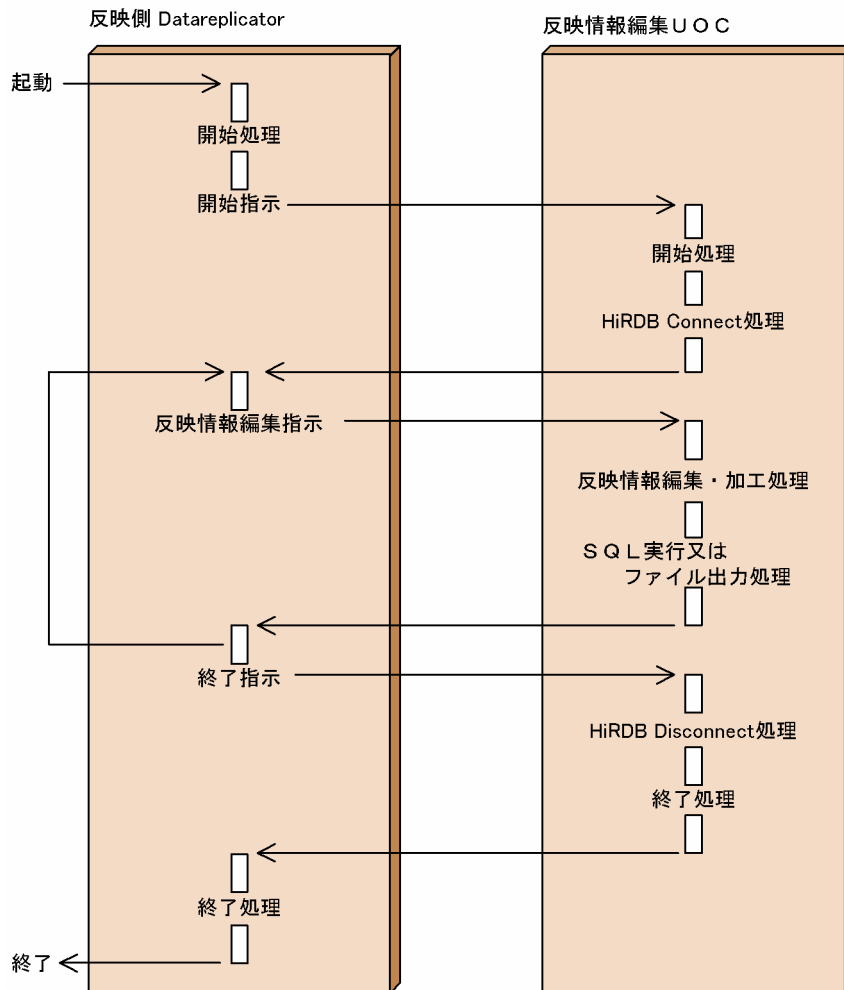 反映側 Datareplicator
反映情報編集ＵＯＣ
起動
開始処理
開始指示
開始処理
HiRDB Connect処理
反映情報編集指示
反映情報編集・加工処理
ＳＱＬ実行又は
ファイル出力処理
終了指示
HiRDB Disconnect処理
終了処理
終了処理
終了